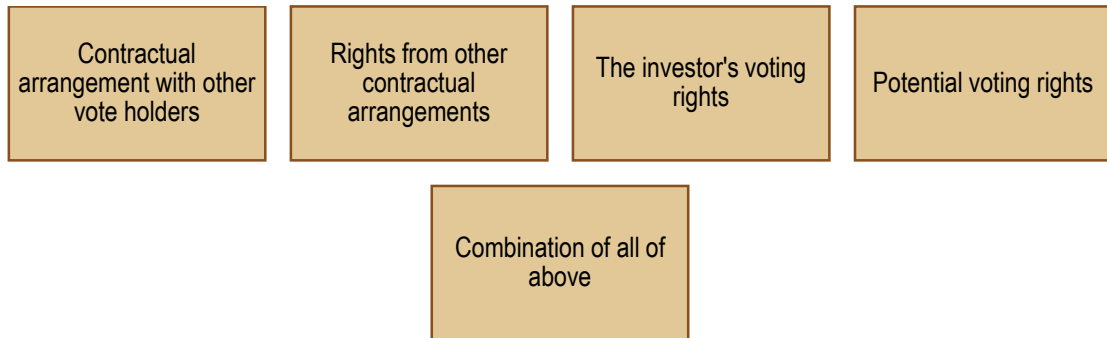 Contractual
arrangement with other
vote holders
Rights from other
contractual
arrangements
The investor's voting
rights
Potential voting rights
Combination of all of
above